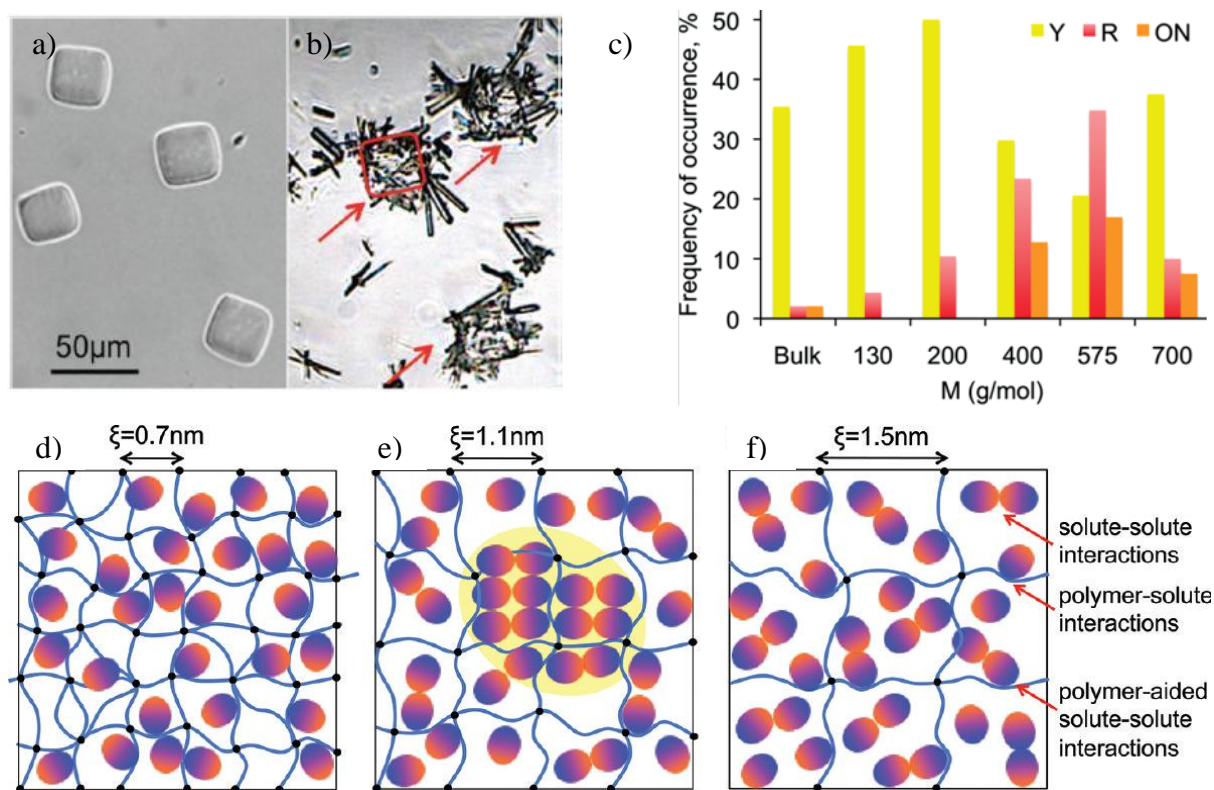 a)
b)
50μm
c)
Y R ON
Frequency of occurrence, %
50
40
30
20
10
0
Bulk 130 200 400 575 700
M (g/mol)
d)
ξ=0.7nm
e)
ξ=1.1nm
f)
ξ=1.5nm
solute-solute
interactions
polymer-solute
interactions
polymer-aided
solute-solute
interactions